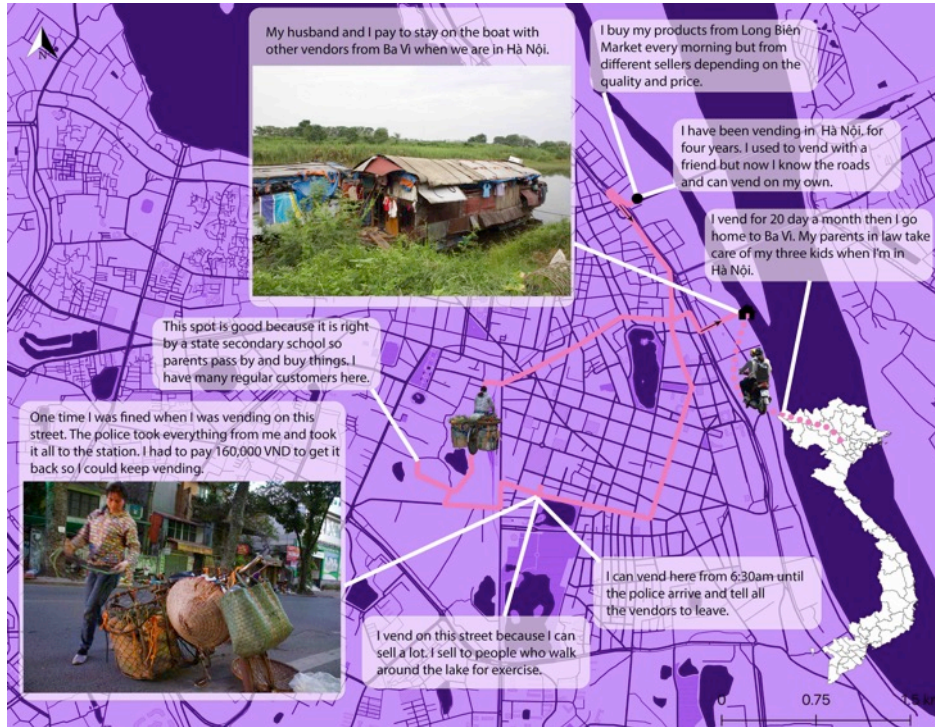 My husband and I pay to stay on the boat with
other vendors from Ba Vì when we are in Hà Nội.
I buy my products from Long Biên
Market every morning but from
different sellers depending on the
quality and price.
I have been vending in Hà Nội. for
four years. I used to vend with a
friend but now I know the roads
and can vend on my own.
I vend for 20 day a month then I go
home to Ba Vì. My parents in law take
care of my three kids when I'm in
Hà Nội.
This spot is good because it is right
by a state secondary school so
parents pass by and buy things. I
have many regular customers here.
One time I was fined when I was vending on this
street. The police took everything from me and took
it all to the station. I had to pay 160,000 VND to get it
back so I could keep vending.
I can vend here from 6:30am until
the police arrive and tell all
the vendors to leave.
I vend on this street because I can
sell a lot. I sell to people who walk
around the lake for exercise.
N
0 0.75 1.5 km